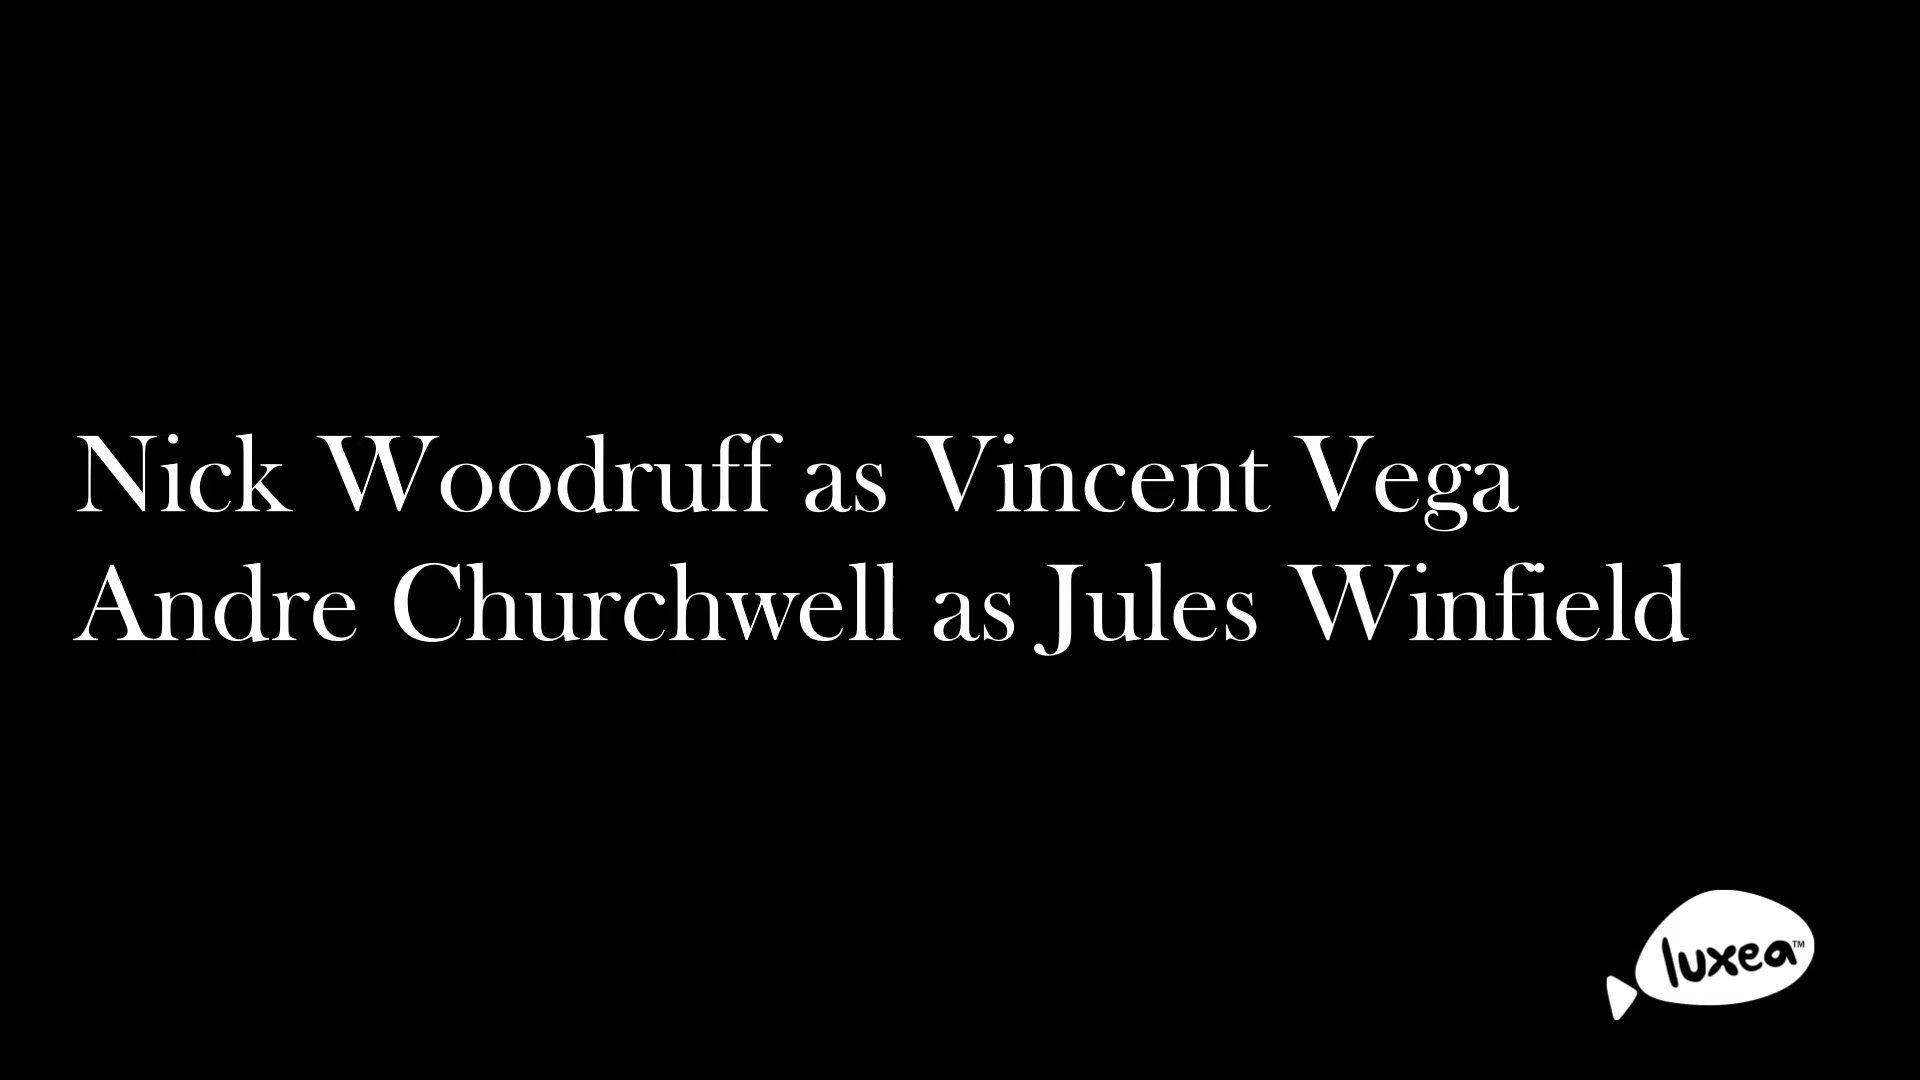 Nick Woodruff as Vincent Vega
Andre Churchwell as Jules Winfield
luxea™